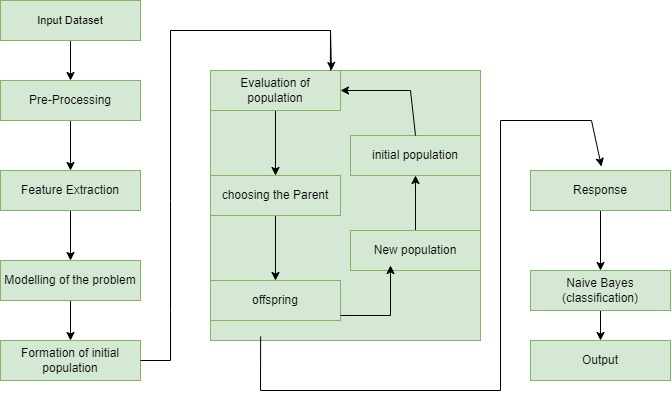 Input Dataset
Pre-Processing
Feature Extraction
Modelling of the problem
Formation of initial
population
Evaluation of
population
choosing the Parent
offspring
New population
initial population
Response
Naive Bayes
(classification)
Output